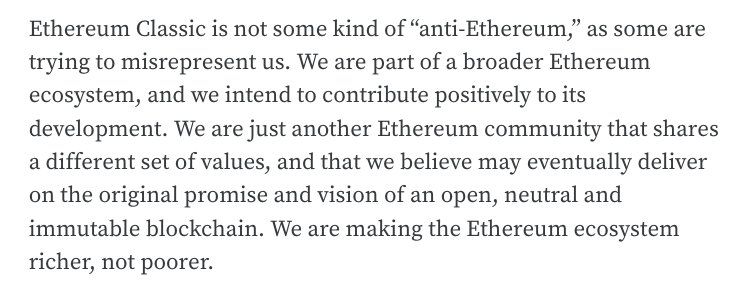 Ethereum Classic is not some kind of “anti-Ethereum,” as some are
trying to misrepresent us. We are part of a broader Ethereum
ecosystem, and we intend to contribute positively to its
development. We are just another Ethereum community that shares
a different set of values, and that we believe may eventually deliver
on the original promise and vision of an open, neutral and
immutable blockchain. We are making the Ethereum ecosystem
richer, not poorer.